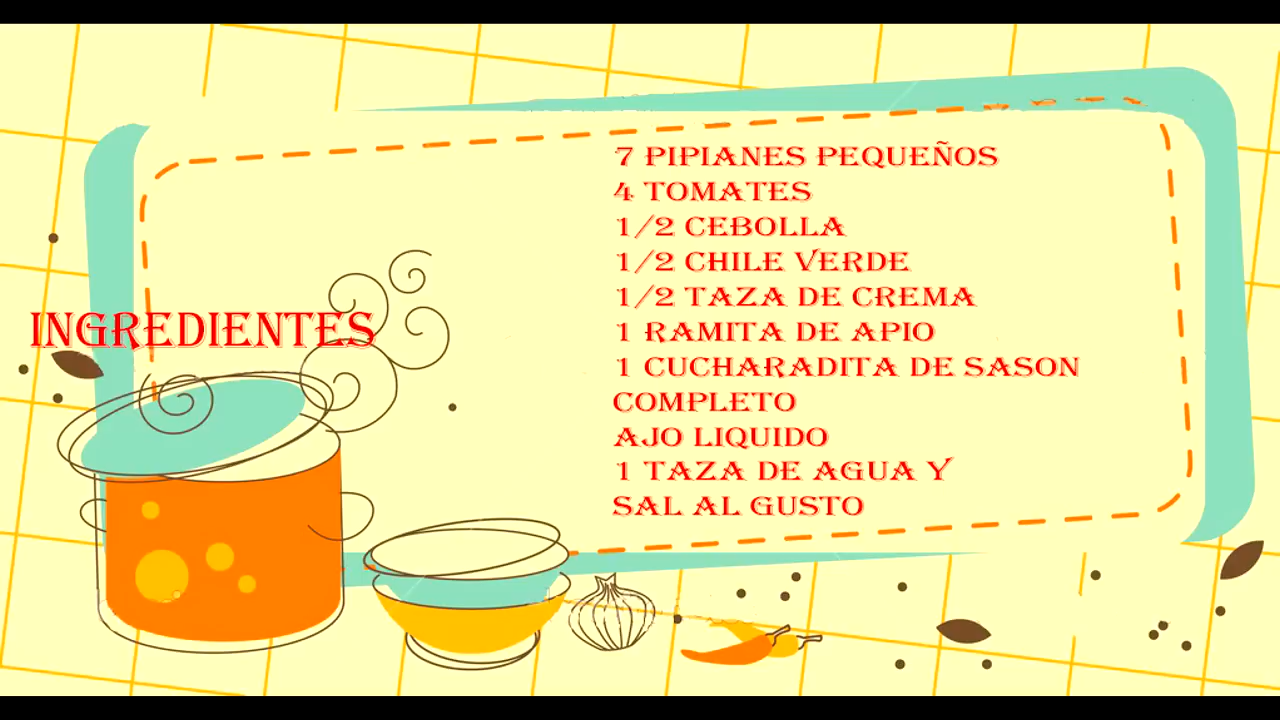 INGREDIENTES
7 PIPIANES PEQUEÑOS
4 TOMATES
1/2 CEBOLLA
1/2 CHILE VERDE
1/2 TAZA DE CREMA
1 RAMITA DE APIO
1 CUCHARADITA DE SASON
COMPLETO
AJO LIQUIDO
1 TAZA DE AGUA Y
SAL AL GUSTO